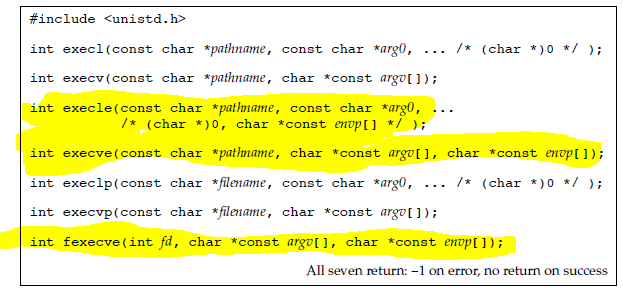 #include <unistd.h>
int execl(const char *pathname, const char *arg0, ... /* (char *)0 */ );
int execv(const char *pathname, char *const argv[]);
int execle(const char *pathname, const char *arg0, ...
/* (char *)0, char *const envp[] */ );
int execve(const char *pathname, char *const argv[], char *const envp[]);
int execlp(const char *filename, const char *arg0, ... /* (char *)0 */ );
int execvp(const char *filename, char *const argv[]);
int fexecve(int fd, char *const argv[], char *const envp[]);
All seven return: −1 on error, no return on success